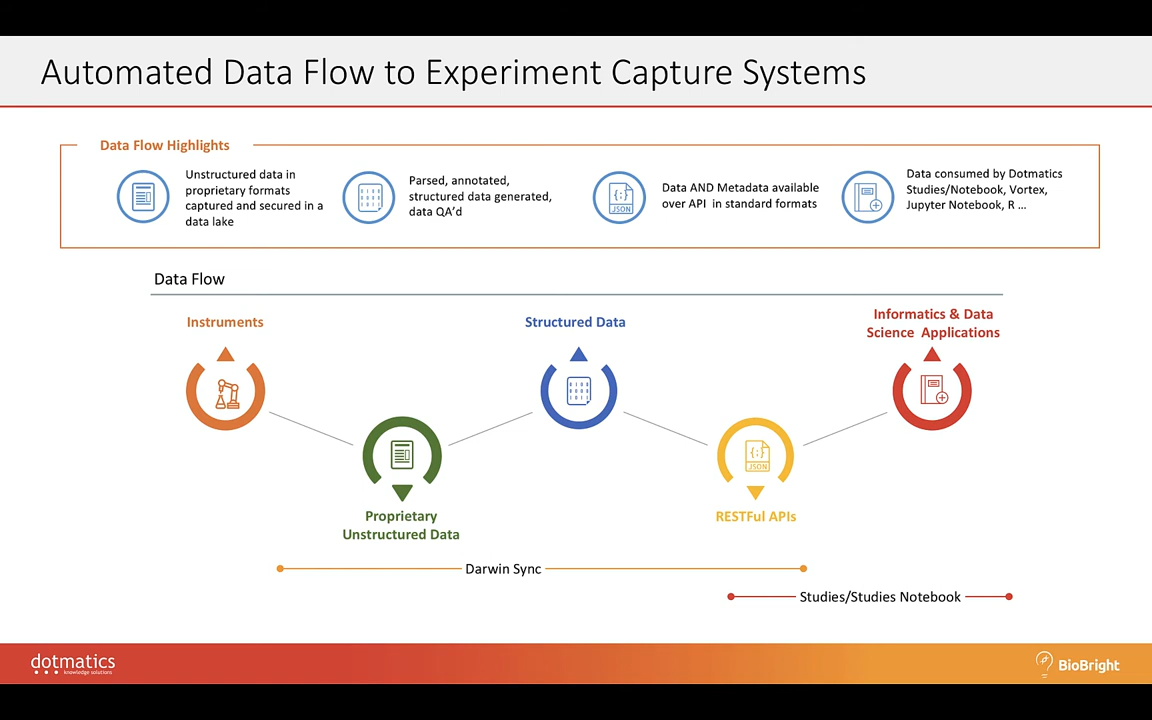 Automated Data Flow to Experiment Capture Systems
Data Flow Highlights
Unstructured data in
proprietary formats
captured and secured in a
data lake
Parsed, annotated,
structured data generated,
data QA'd
JSON
Data AND Metadata available
over API in standard formats
Data consumed by Dotmatics
Studies/Notebook, Vortex,
Jupyter Notebook, R ...
Data Flow
Instruments
Proprietary
Unstructured Data
Structured Data
JSON
RESTFul APIs
Informatics & Data
Science Applications
Darwin Sync
Studies/Studies Notebook
dotmatics
knowledge solutions
BioBright